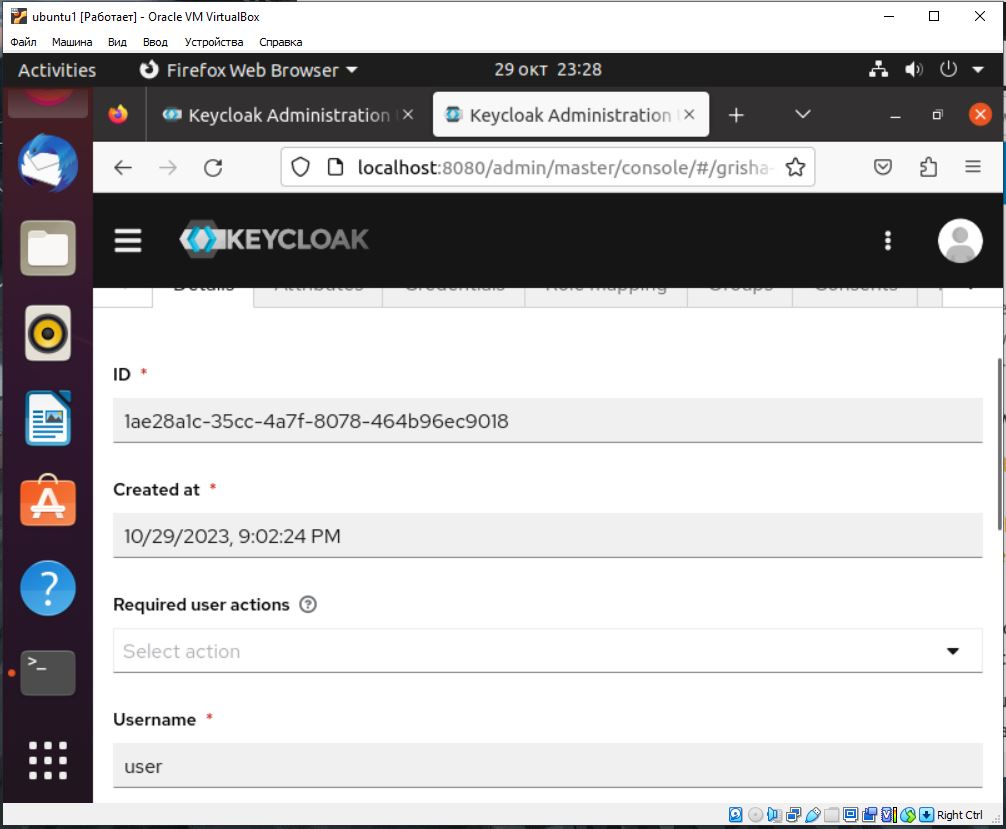 ubuntu1 [Работает] - Oracle VM VirtualBox
Файл Машина Вид Ввод Устройства Справка
Activities Firefox Web Browser 29 окт 23:28
Keycloak Administration Keycloak Administration
localhost:8080/admin/master/console/#/grisha-
KEYCLOAK
Details Attributes Credentials Role mapping Groups Consents
ID *
1ae28a1c-35cc-4a7f-8078-464b96ec9018
Created at *
10/29/2023, 9:02:24 PM
Required user actions ?
Select action
Username *
user
Right Ctrl